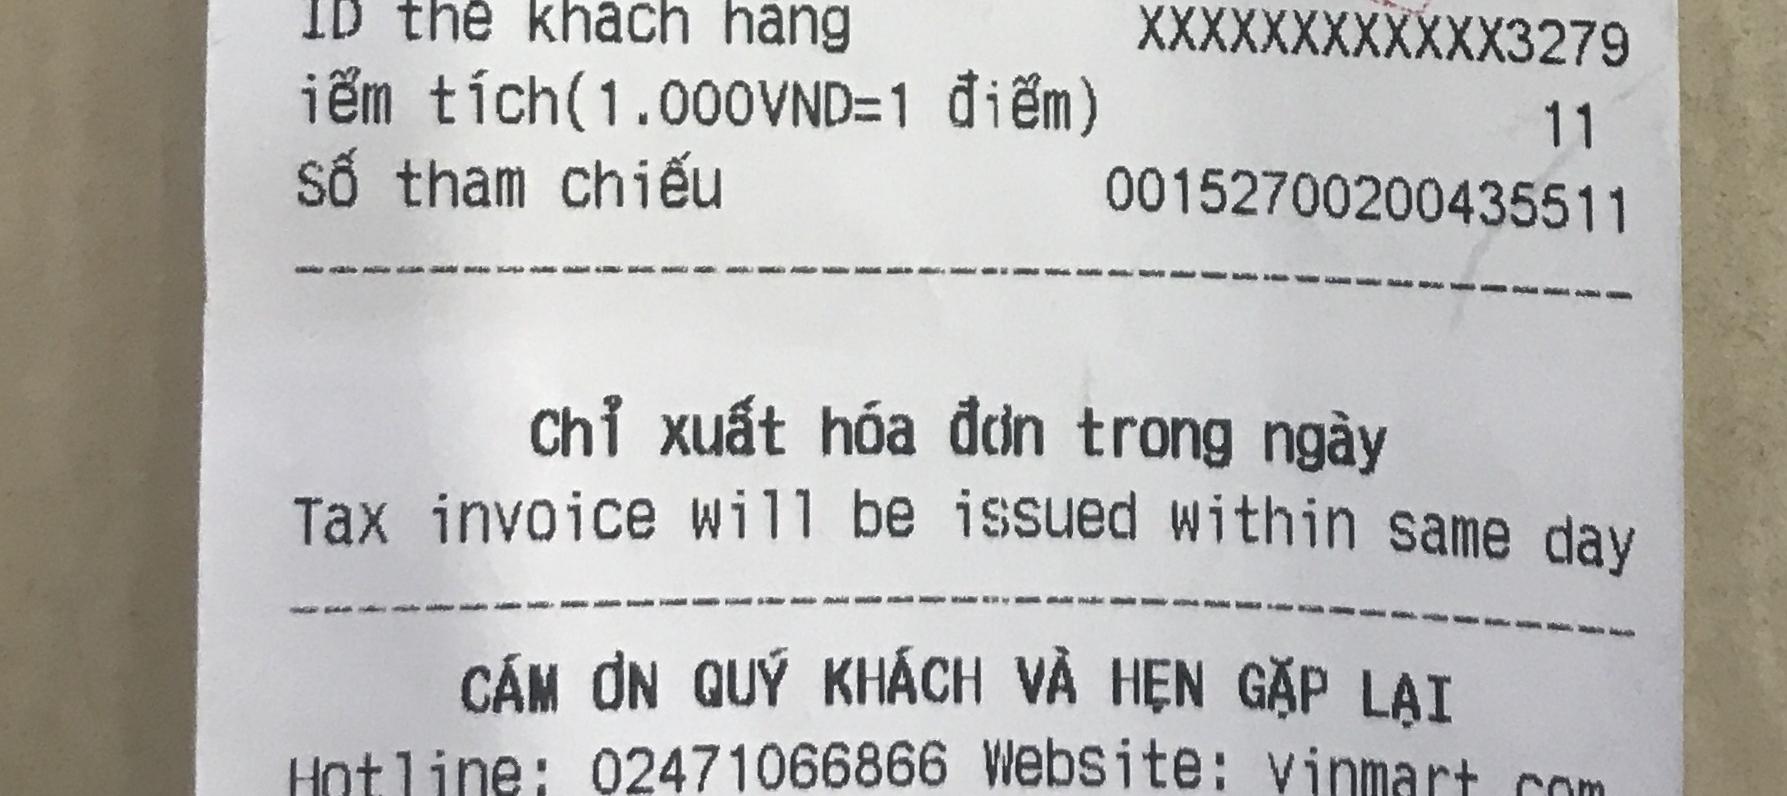 ID thẻ khách hàng XXXXXXXXXXXX3279
iểm tích(1.000VND=1 điểm) 11
Số tham chiếu 00152700200435511
Chỉ xuất hóa đơn trong ngày
Tax invoice will be issued within same day
CẢM ƠN QUÝ KHÁCH VÀ HẸN GẶP LẠI
Hotline: 02471066866 Website: vinmart.com